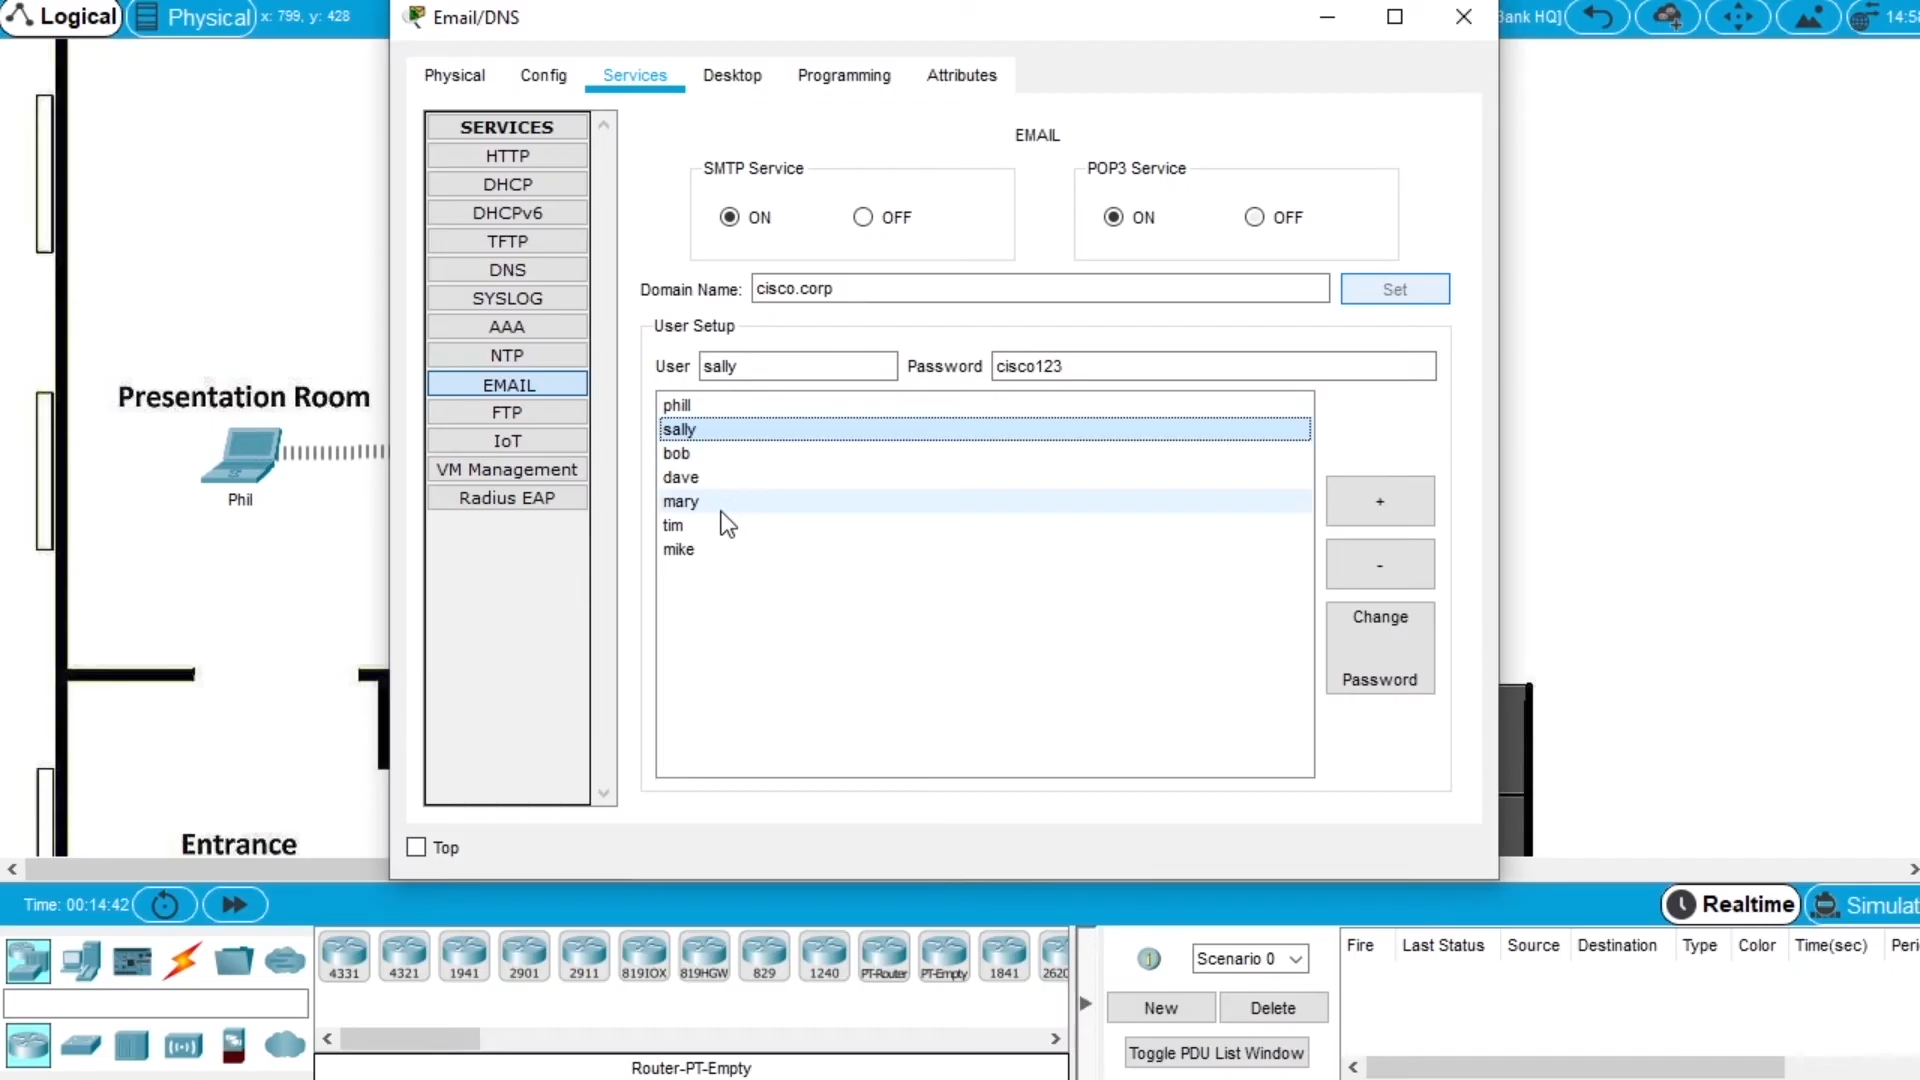 Logical
Physical
x: 799, y: 428
Email/DNS
Bank HQ]
Physical
Config
Services
Desktop
Programming
Attributes
SERVICES
HTTP
DHCP
DHCPv6
TFTP
DNS
SYSLOG
AAA
NTP
EMAIL
FTP
IoT
VM Management
Radius EAP
EMAIL
SMTP Service
ON
OFF
POP3 Service
ON
OFF
Domain Name: cisco.corp
Set
User Setup
User sally Password cisco123
phill
sally
bob
dave
mary
tim
mike
+
-
Change
Password
Top
Presentation Room
Phil
Entrance
Time: 00:14:42
Realtime
4331
4321
1941
2901
2911
819IOX
819HGW
829
1240
PT-Router
PT-Empty
1841
Router-PT-Empty
Scenario 0
New
Delete
Toggle PDU List Window
Fire
Last Status
Source
Destination
Type
Color
Time(sec)